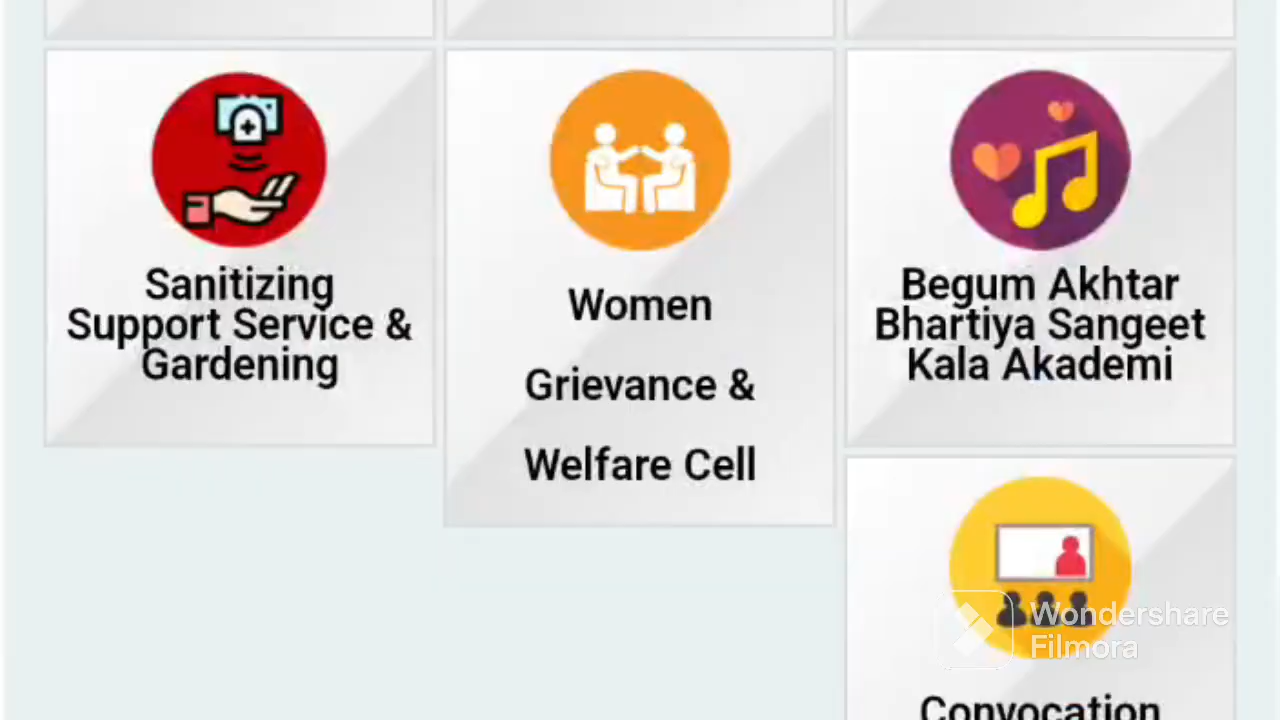 Sanitizing
Support Service &
Gardening
Women
Grievance &
Welfare Cell
Begum Akhtar
Bhartiya Sangeet
Kala Akademi
Convocation
Wondershare
Filmora